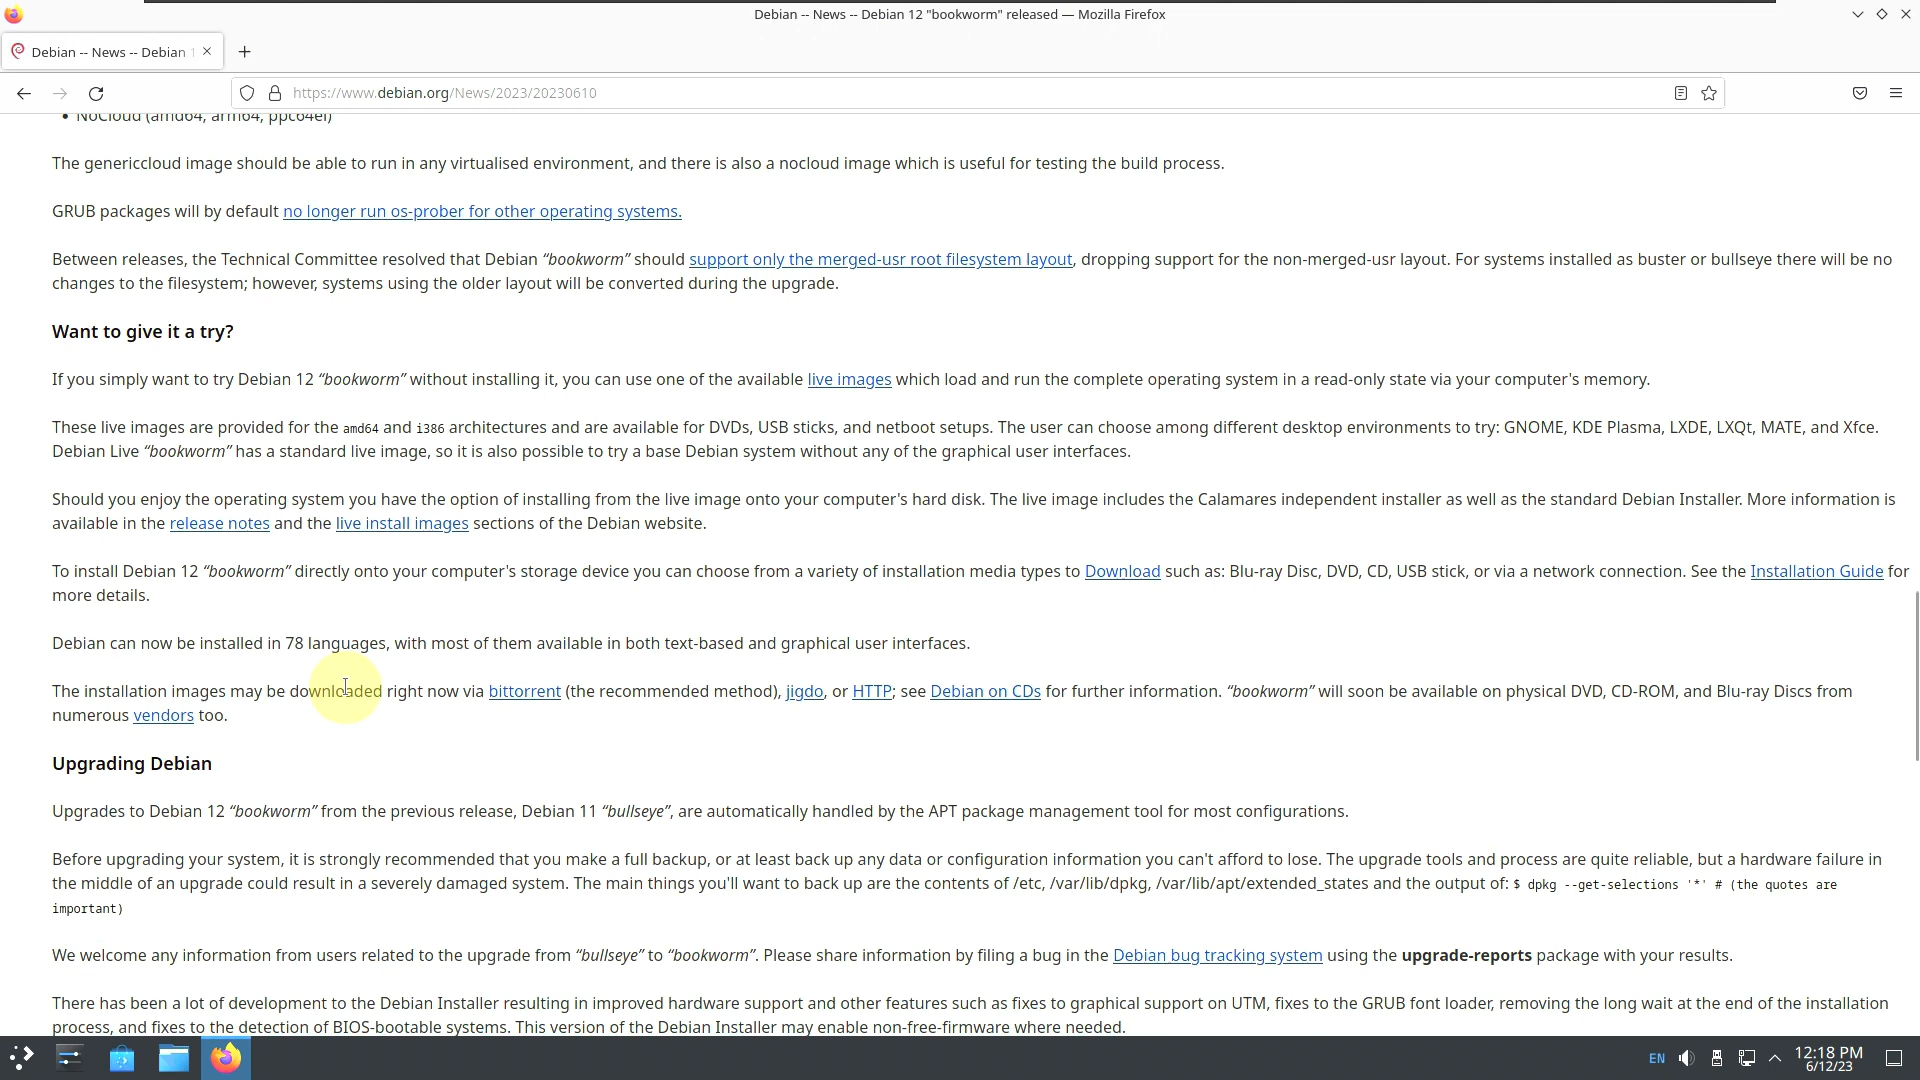 Debian -- News -- Debian 12 "bookworm" released — Mozilla Firefox
Debian -- News -- Debian 1
https://www.debian.org/News/2023/20230610
• NoCloud (amd64, arm64, ppc64el)
The genericcloud image should be able to run in any virtualised environment, and there is also a nocloud image which is useful for testing the build process.
GRUB packages will by default no longer run os-prober for other operating systems.
Between releases, the Technical Committee resolved that Debian “bookworm” should support only the merged-usr root filesystem layout, dropping support for the non-merged-usr layout. For systems installed as buster or bullseye there will be no
changes to the filesystem; however, systems using the older layout will be converted during the upgrade.
Want to give it a try?
If you simply want to try Debian 12 “bookworm” without installing it, you can use one of the available live images which load and run the complete operating system in a read-only state via your computer's memory.
These live images are provided for the amd64 and i386 architectures and are available for DVDs, USB sticks, and netboot setups. The user can choose among different desktop environments to try: GNOME, KDE Plasma, LXDE, LXQt, MATE, and Xfce.
Debian Live “bookworm” has a standard live image, so it is also possible to try a base Debian system without any of the graphical user interfaces.
Should you enjoy the operating system you have the option of installing from the live image onto your computer's hard disk. The live image includes the Calamares independent installer as well as the standard Debian Installer. More information is
available in the release notes and the live install images sections of the Debian website.
To install Debian 12 “bookworm” directly onto your computer's storage device you can choose from a variety of installation media types to Download such as: Blu-ray Disc, DVD, CD, USB stick, or via a network connection. See the Installation Guide for
more details.
Debian can now be installed in 78 languages, with most of them available in both text-based and graphical user interfaces.
The installation images may be downloaded right now via bittorrent (the recommended method), jigdo, or HTTP; see Debian on CDs for further information. “bookworm” will soon be available on physical DVD, CD-ROM, and Blu-ray Discs from
numerous vendors too.
Upgrading Debian
Upgrades to Debian 12 “bookworm” from the previous release, Debian 11 “bullseye”, are automatically handled by the APT package management tool for most configurations.
Before upgrading your system, it is strongly recommended that you make a full backup, or at least back up any data or configuration information you can't afford to lose. The upgrade tools and process are quite reliable, but a hardware failure in
the middle of an upgrade could result in a severely damaged system. The main things you'll want to back up are the contents of /etc, /var/lib/dpkg, /var/lib/apt/extended_states and the output of: $ dpkg --get-selections '*' # (the quotes are
important)
We welcome any information from users related to the upgrade from “bullseye” to “bookworm”. Please share information by filing a bug in the Debian bug tracking system using the upgrade-reports package with your results.
There has been a lot of development to the Debian Installer resulting in improved hardware support and other features such as fixes to graphical support on UTM, fixes to the GRUB font loader, removing the long wait at the end of the installation
process, and fixes to the detection of BIOS-bootable systems. This version of the Debian Installer may enable non-free-firmware where needed.
EN
12:18 PM
6/12/23